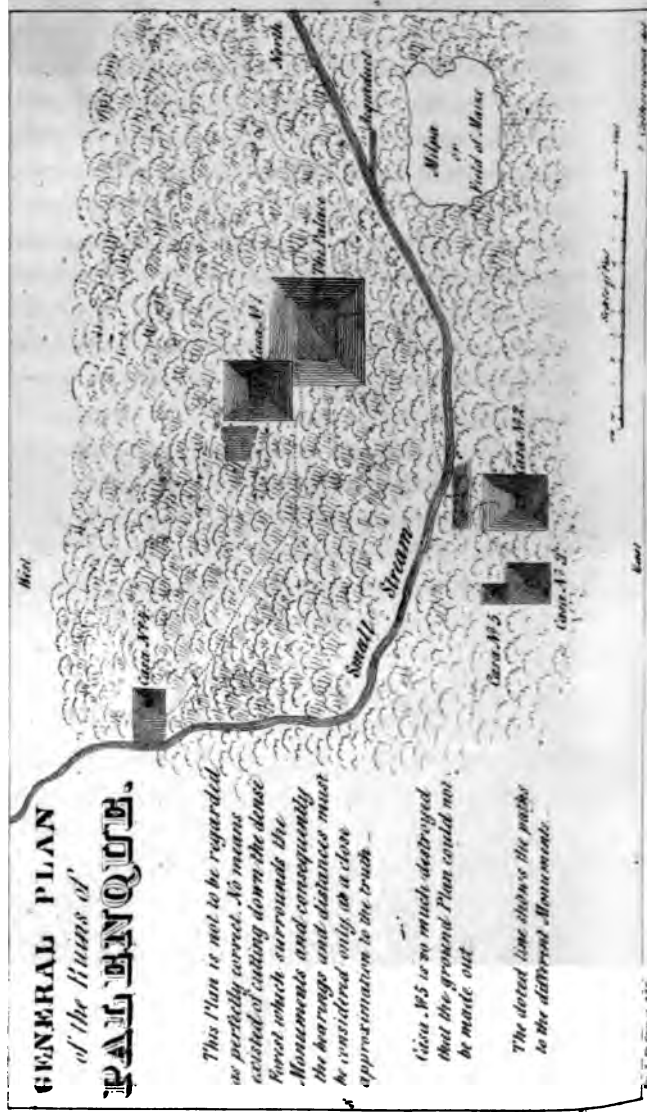 GENERAL PLAN
of the Ruins of
PALENQUE.
This Plan is not to be regarded
as perfectly correct. No means
existed of cutting down the dense
Forest which surrounds the
Monuments and consequently
the barings and distances must
be considered only as a close
approximation to the truth.
Casa Nº 5 is so much destroyed
that the ground Plan could not
be made out.
The doted line shows the paths
to the different Monuments.
West
Casa Nº 4
Small Stream
Casa Nº 1
The Palace
North
Aqueduct
Milpa
or
Field of Maize
Casa Nº 2
Casa Nº 5
Casa Nº 3
East